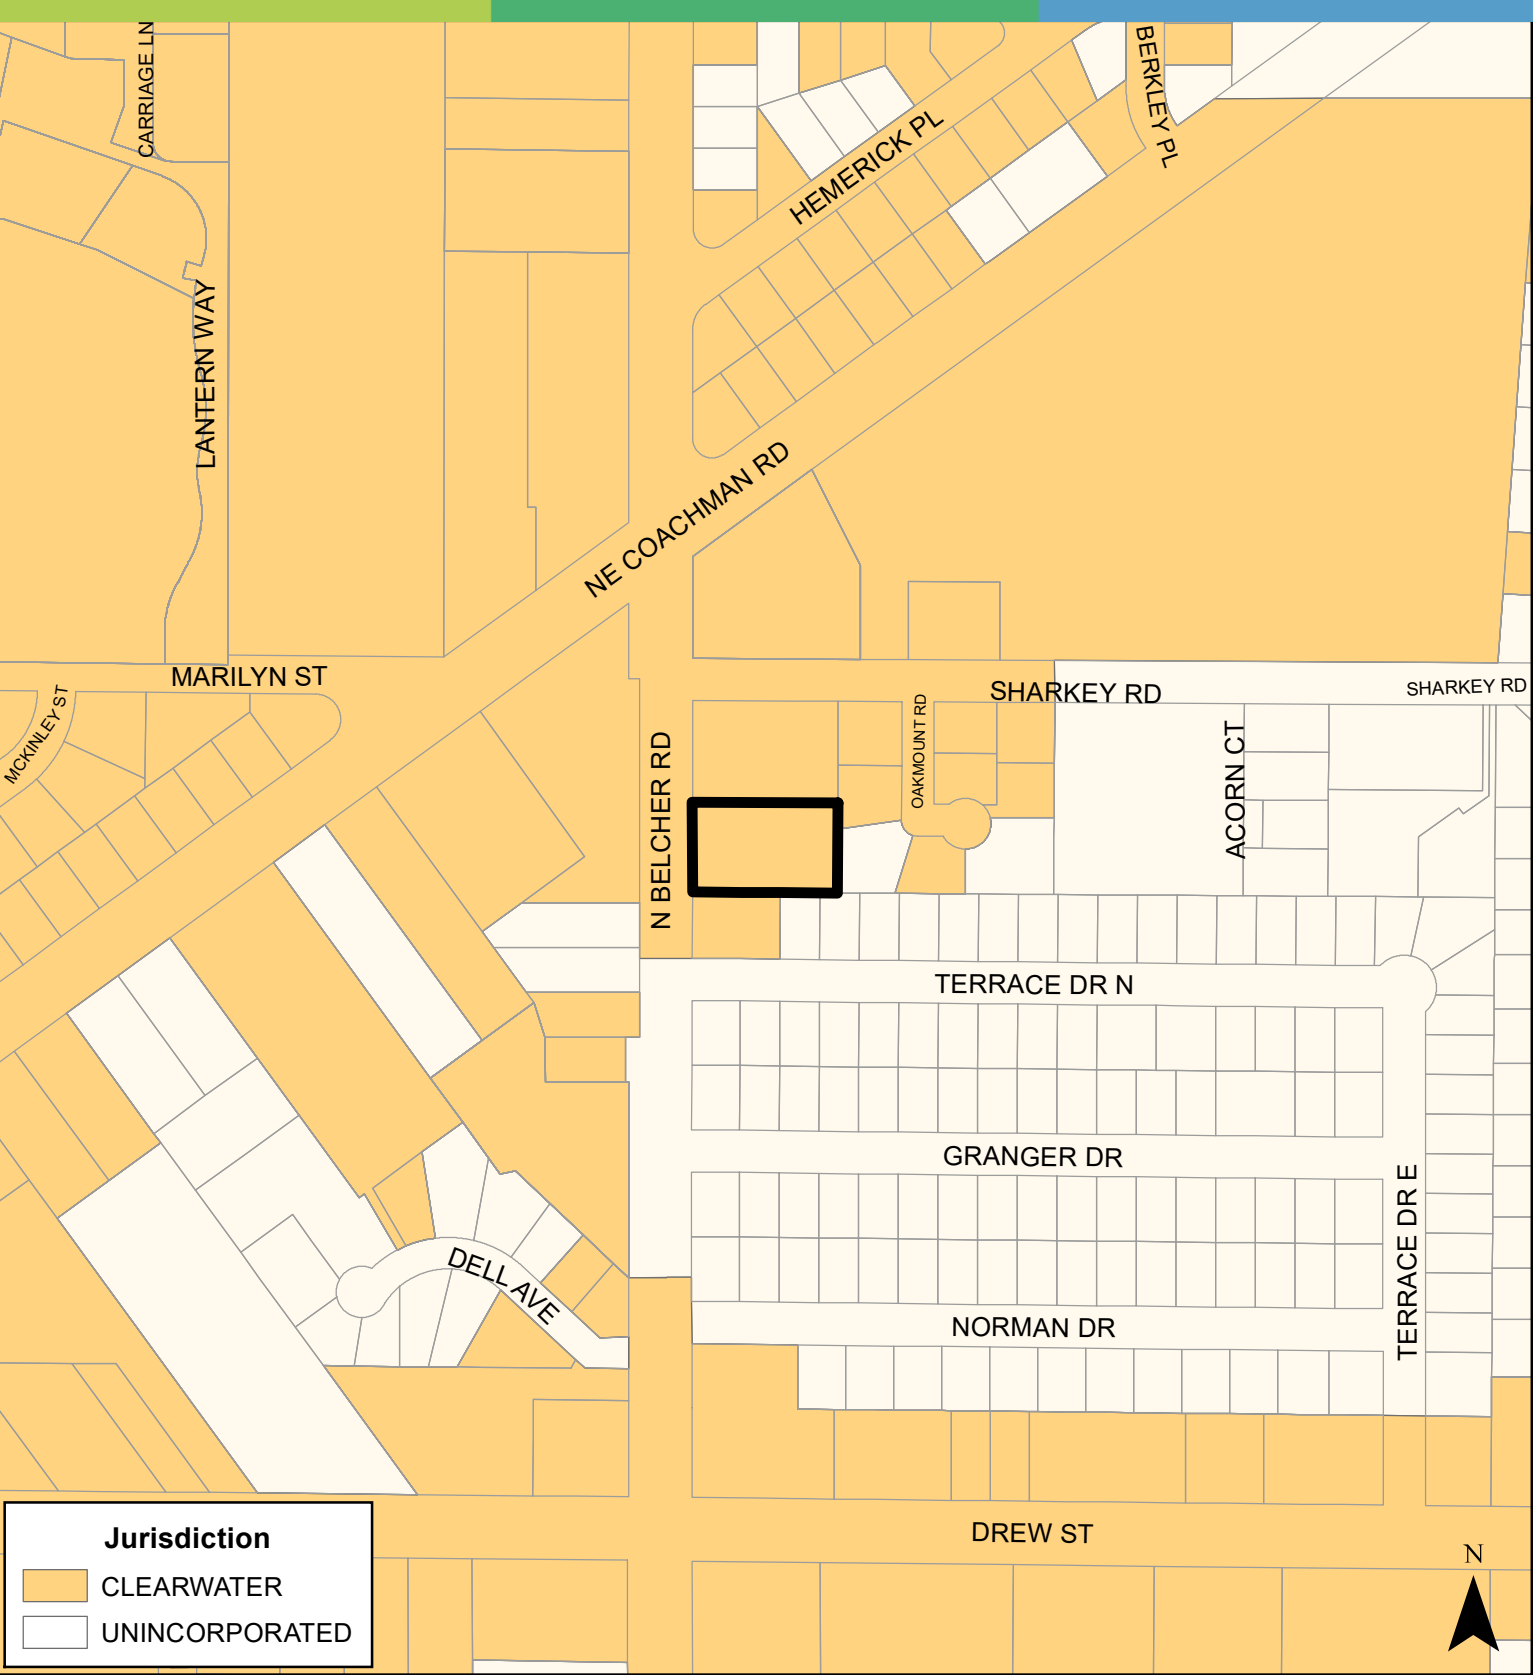 CARRIAGE LN
BERKLEY PL
HEMERICK PL
LANTERN WAY
NE COACHMAN RD
MARILYN ST
SHARKEY RD
SHARKEY RD
MCKINLEY ST
OAKMOUNT RD
ACORN CT
N BELCHER RD
TERRACE DR N
GRANGER DR
TERRACE DR E
DELL AVE
NORMAN DR
DREW ST
N
Jurisdiction
CLEARWATER
UNINCORPORATED